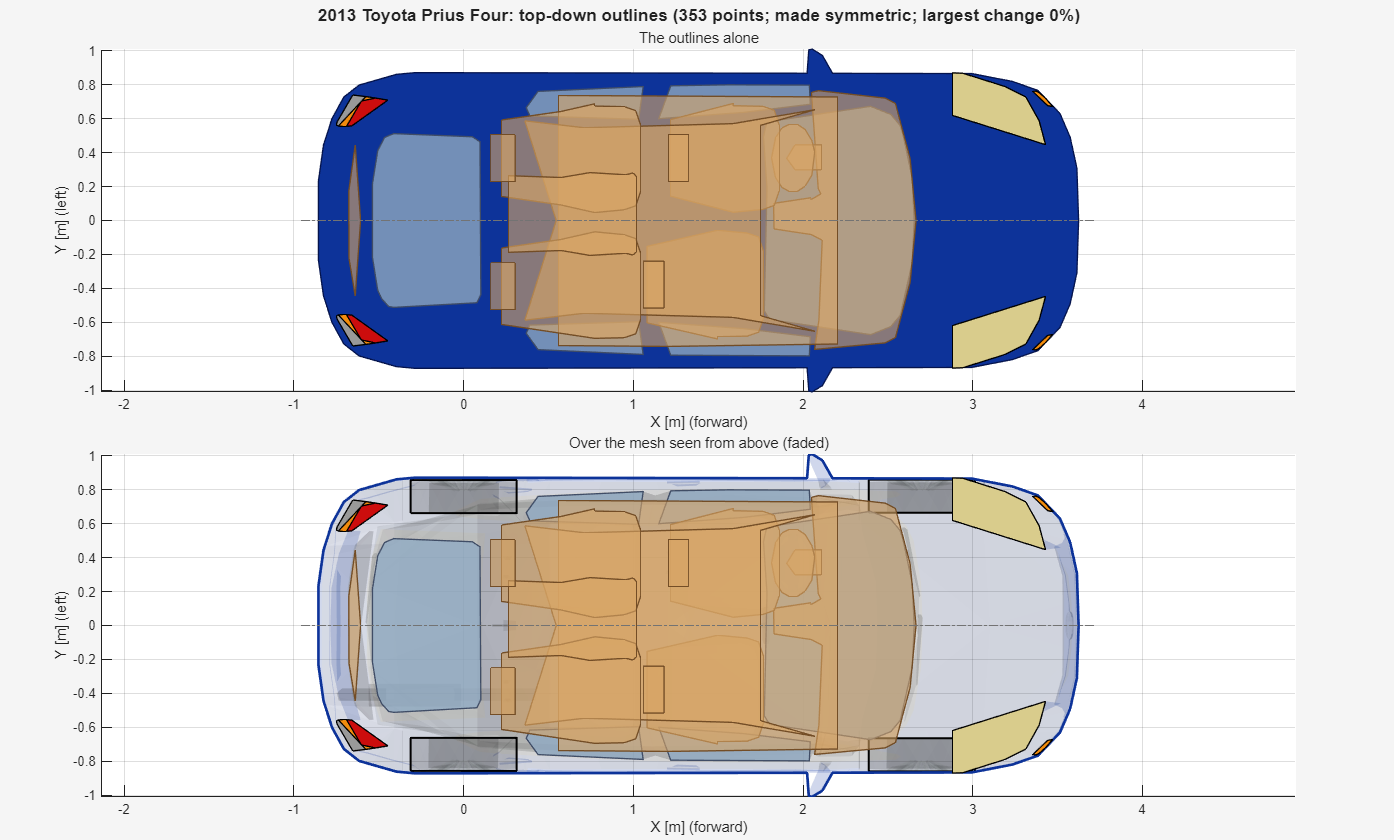 2013 Toyota Prius Four: top-down outlines (353 points; made symmetric; largest change 0%)
The outlines alone
1
0.8
0.6
0.4
0.2
0
-0.2
-0.4
-0.6
-0.8
-1
Y [m] (left)
-2 -1 0 1 2 3 4
X [m] (forward)
Over the mesh seen from above (faded)
1
0.8
0.6
0.4
0.2
0
-0.2
-0.4
-0.6
-0.8
-1
Y [m] (left)
-2 -1 0 1 2 3 4
X [m] (forward)